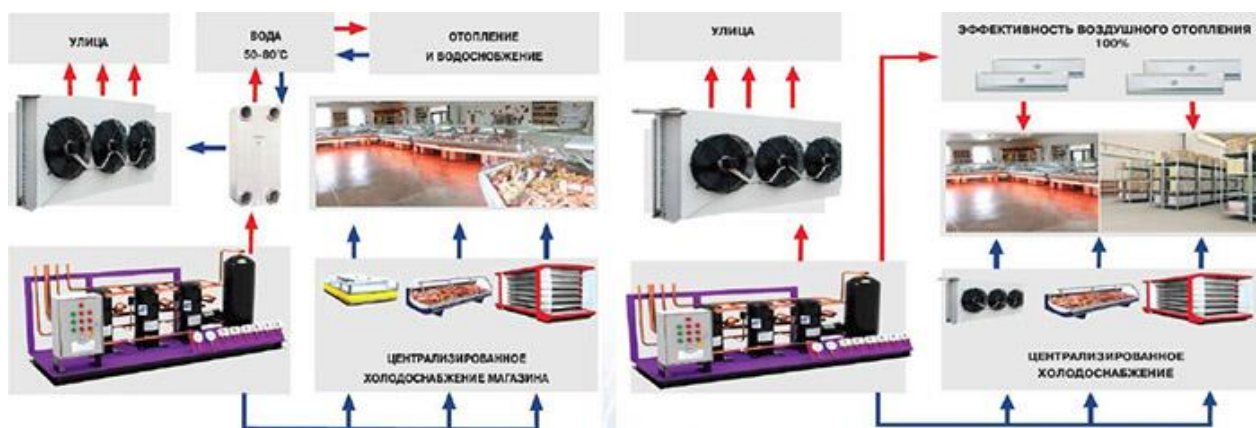 УЛИЦА
ВОДА
50-80°С
ОТОПЛЕНИЕ
И ВОДОСНОБЖЕНИЕ
ЦЕНТРАЛИЗИРОВАННОЕ
ХОЛОДОСНАБЖЕНИЕ МАГАЗИНА
УЛИЦА
ЭФФЕКТИВНОСТЬ ВОЗДУШНОГО ОТОПЛЕНИЯ
100%
ЦЕНТРАЛИЗИРОВАННОЕ
ХОЛОДОСНАБЖЕНИЕ